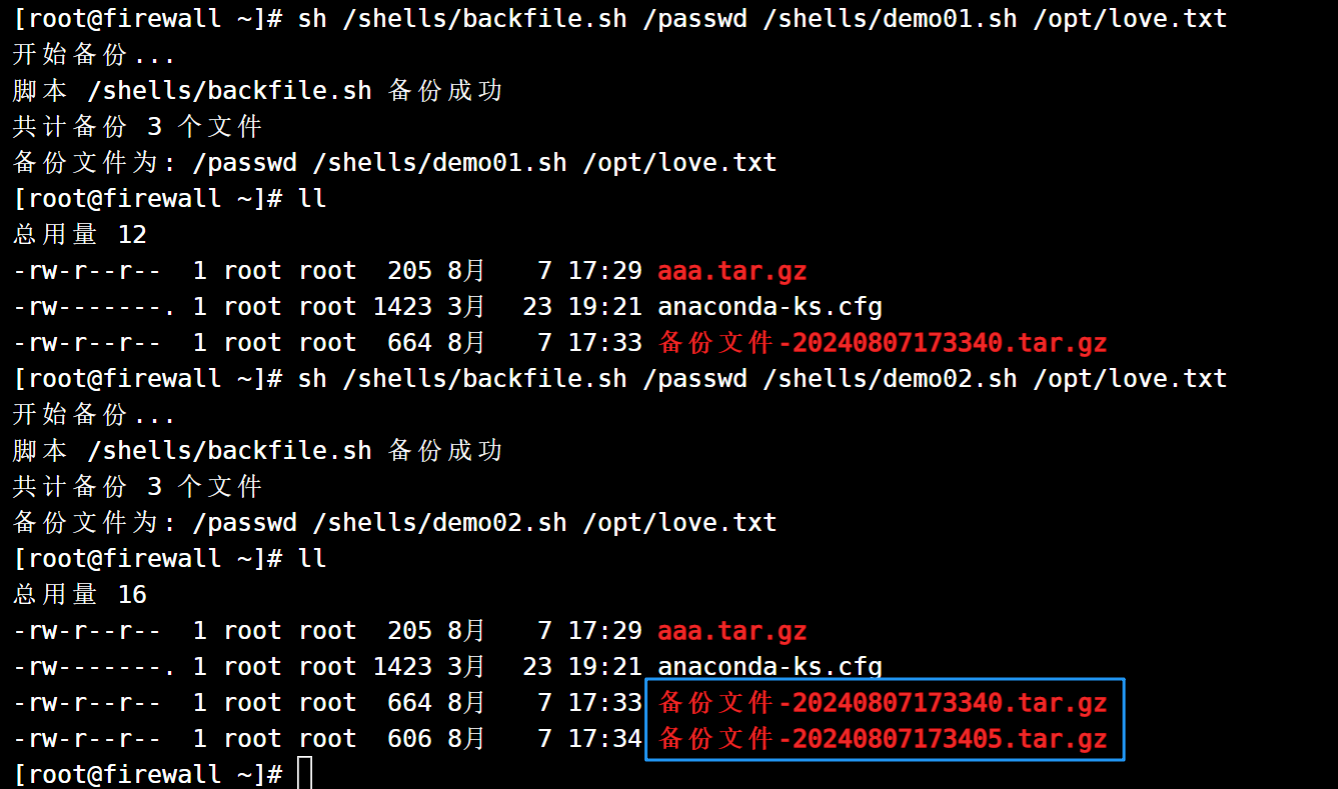 [root@firewall ~]# sh /shells/backfile.sh /passwd /shells/demo01.sh /opt/love.txt
开始备份...
脚本 /shells/backfile.sh 备份成功
共计备份 3 个文件
备份文件为: /passwd /shells/demo01.sh /opt/love.txt
[root@firewall ~]# ll
总用量 12
-rw-r--r--  1 root root  205 8月   7 17:29 aaa.tar.gz
-rw-------. 1 root root 1423 3月  23 19:21 anaconda-ks.cfg
-rw-r--r--  1 root root  664 8月   7 17:33 备份文件-20240807173340.tar.gz
[root@firewall ~]# sh /shells/backfile.sh /passwd /shells/demo02.sh /opt/love.txt
开始备份...
脚本 /shells/backfile.sh 备份成功
共计备份 3 个文件
备份文件为: /passwd /shells/demo02.sh /opt/love.txt
[root@firewall ~]# ll
总用量 16
-rw-r--r--  1 root root  205 8月   7 17:29 aaa.tar.gz
-rw-------. 1 root root 1423 3月  23 19:21 anaconda-ks.cfg
-rw-r--r--  1 root root  664 8月   7 17:33 备份文件-20240807173340.tar.gz
-rw-r--r--  1 root root  606 8月   7 17:34 备份文件-20240807173405.tar.gz
[root@firewall ~]#